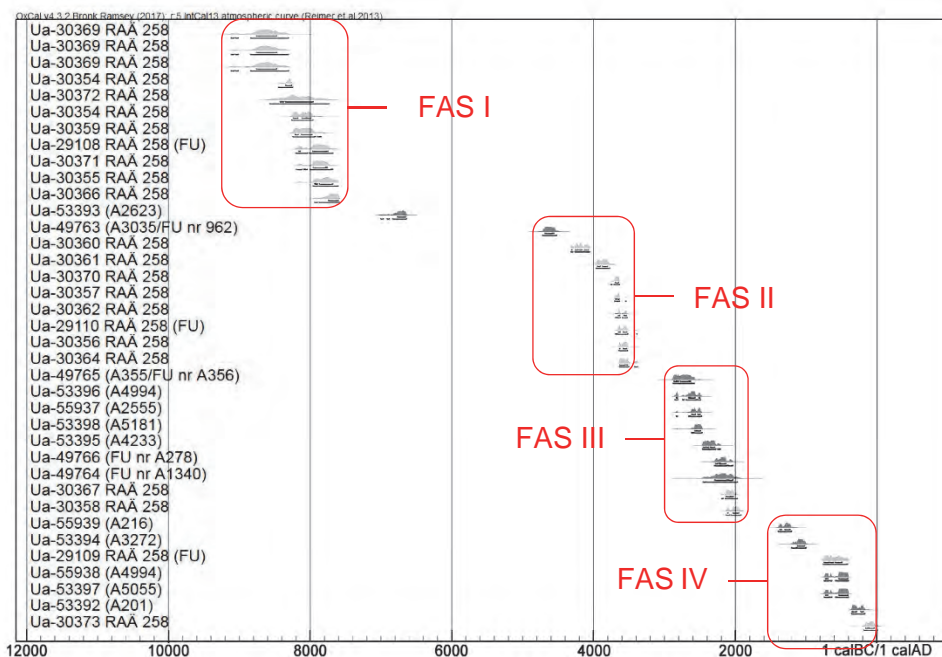 OxCal v4.3.2 Bronk Ramsey (2017); r:5 IntCal13 atmospheric curve (Reimer et al 2013)
Ua-30369 RAÄ 258
Ua-30369 RAÄ 258
Ua-30369 RAÄ 258
Ua-30354 RAÄ 258
Ua-30372 RAÄ 258
Ua-30354 RAÄ 258
Ua-30359 RAÄ 258
Ua-29108 RAÄ 258 (FU)
Ua-30371 RAÄ 258
Ua-30355 RAÄ 258
Ua-30366 RAÄ 258
Ua-53393 (A2623)
Ua-49763 (A3035/FU nr 962)
Ua-30360 RAÄ 258
Ua-30361 RAÄ 258
Ua-30370 RAÄ 258
Ua-30357 RAÄ 258
Ua-30362 RAÄ 258
Ua-29110 RAÄ 258 (FU)
Ua-30356 RAÄ 258
Ua-30364 RAÄ 258
Ua-49765 (A355/FU nr A356)
Ua-53396 (A4994)
Ua-55937 (A2555)
Ua-53398 (A5181)
Ua-53395 (A4233)
Ua-49766 (FU nr A278)
Ua-49764 (FU nr A1340)
Ua-30367 RAÄ 258
Ua-30358 RAÄ 258
Ua-55939 (A216)
Ua-53394 (A3272)
Ua-29109 RAÄ 258 (FU)
Ua-55938 (A4994)
Ua-53397 (A5055)
Ua-53392 (A201)
Ua-30373 RAÄ 258
FAS I
FAS II
FAS III
FAS IV
12000 10000 8000 6000 4000 2000 1 calBC/1 calAD